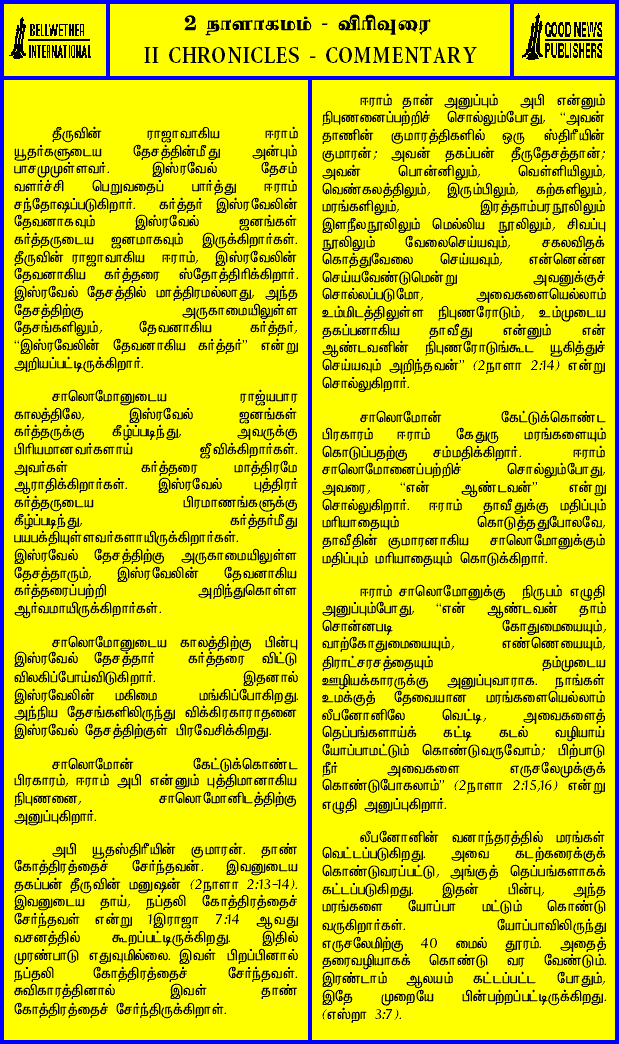 BELLWETHER
INTERNATIONAL
2 நாளாகமம் - விரிவுரை
II CHRONICLES - COMMENTARY
GOOD NEWS
PUBLISHERS
தீருவின் ராஜாவாகிய ஈராம்
யூதர்களுடைய தேசத்தின்மீது அன்பும்
பாசமுமுள்ளவர். இஸ்ரவேல் தேசம்
வளர்ச்சி பெறுவதைப் பார்த்து ஈராம்
சந்தோஷப்படுகிறார். கர்த்தர் இஸ்ரவேலின்
தேவனாகவும் இஸ்ரவேல் ஜனங்கள்
கர்த்தருடைய ஜனமாகவும் இருக்கிறார்கள்.
தீருவின் ராஜாவாகிய ஈராம், இஸ்ரவேலின்
தேவனாகிய கர்த்தரை ஸ்தோத்திரிக்கிறார்.
இஸ்ரவேல் தேசத்தில் மாத்திரமல்லாது, அந்த
தேசத்திற்கு அருகாமையிலுள்ள
தேசங்களிலும், தேவனாகிய கர்த்தர்,
“இஸ்ரவேலின் தேவனாகிய கர்த்தர்” என்று
அறியப்பட்டிருக்கிறார்.
சாலொமோனுடைய ராஜ்யபார
காலத்திலே, இஸ்ரவேல் ஜனங்கள்
கர்த்தருக்கு கீழ்ப்படிந்து, அவருக்கு
பிரியமானவர்களாய் ஜீவிக்கிறார்கள்.
அவர்கள் கர்த்தரை மாத்திரமே
ஆராதிக்கிறார்கள். இஸ்ரவேல் புத்திரர்
கர்த்தருடைய பிரமாணங்களுக்கு
கீழ்ப்படிந்து, கர்த்தர்மீது
பயபக்தியுள்ளவர்களாயிருக்கிறார்கள்.
இஸ்ரவேல் தேசத்திற்கு அருகாமையிலுள்ள
தேசத்தாரும், இஸ்ரவேலின் தேவனாகிய
கர்த்தரைப்பற்றி அறிந்துகொள்ள
ஆர்வமாயிருக்கிறார்கள்.
சாலொமோனுடைய காலத்திற்கு பின்பு
இஸ்ரவேல் தேசத்தார் கர்த்தரை விட்டு
விலகிப்போய்விடுகிறார். இதனால்
இஸ்ரவேலின் மகிமை மங்கிப்போகிறது.
அந்நிய தேசங்களிலிருந்து விக்கிரகாராதனை
இஸ்ரவேல் தேசத்திற்குள் பிரவேசிக்கிறது.
சாலொமோன் கேட்டுக்கொண்ட
பிரகாரம், ஈராம் அபி என்னும் புத்திமானாகிய
நிபுணனை, சாலொமோனிடத்திற்கு
அனுப்புகிறார்.
அபி யூதஸ்திரீயின் குமாரன். தாண்
கோத்திரத்தைச் சேர்ந்தவன். இவனுடைய
தகப்பன் தீருவின் மனுஷன் (2நாளா 2:13-14).
இவனுடைய தாய், நப்தலி கோத்திரத்தைச்
சேர்ந்தவள் என்று 1இராஜா 7:14 ஆவது
வசனத்தில் கூறப்பட்டிருக்கிறது. இதில்
முரண்பாடு எதுவுமில்லை. இவள் பிறப்பினால்
நப்தலி கோத்திரத்தைச் சேர்ந்தவள்.
சுவிகாரத்தினால் இவள் தாண்
கோத்திரத்தைச் சேர்ந்திருக்கிறாள்.
ஈராம் தான் அனுப்பும் அபி என்னும்
நிபுணனைப்பற்றிச் சொல்லும்போது, “அவன்
தாணின் குமாரத்திகளில் ஒரு ஸ்திரீயின்
குமாரன்; அவன் தகப்பன் தீருதேசத்தான்;
அவன் பொன்னிலும், வெள்ளியிலும்,
வெண்கலத்திலும், இரும்பிலும், கற்களிலும்,
மரங்களிலும், இரத்தாம்பரநூலிலும்
இளநீலநூலிலும் மெல்லிய நூலிலும், சிவப்பு
நூலிலும் வேலைசெய்யவும், சகலவிதக்
கொத்துவேலை செய்யவும், என்னென்ன
செய்யவேண்டுமென்று அவனுக்குச்
சொல்லப்படுமோ, அவைகளையெல்லாம்
உம்மிடத்திலுள்ள நிபுணரோடும், உம்முடைய
தகப்பனாகிய தாவீது என்னும் என்
ஆண்டவனின் நிபுணரோடுங்கூட யூகித்துச்
செய்யவும் அறிந்தவன்” (2நாளா 2:14) என்று
சொல்லுகிறார்.
சாலொமோன் கேட்டுக்கொண்ட
பிரகாரம் ஈராம் கேதுரு மரங்களையும்
கொடுப்பதற்கு சம்மதிக்கிறார். ஈராம்
சாலொமோனைப்பற்றிச் சொல்லும்போது,
அவரை, “என் ஆண்டவன்” என்று
சொல்லுகிறார். ஈராம் தாவீதுக்கு மதிப்பும்
மரியாதையும் கொடுத்ததுபோலவே,
தாவீதின் குமாரனாகிய சாலொமோனுக்கும்
மதிப்பும் மரியாதையும் கொடுக்கிறார்.
ஈராம் சாலொமோனுக்கு நிருபம் எழுதி
அனுப்பும்போது, “என் ஆண்டவன் தாம்
சொன்னபடி கோதுமையையும்,
வாற்கோதுமையையும், எண்ணெயையும்,
திராட்சரசத்தையும் தம்முடைய
ஊழியக்காரருக்கு அனுப்புவாராக. நாங்கள்
உமக்குத் தேவையான மரங்களையெல்லாம்
லீபனோனிலே வெட்டி, அவைகளைத்
தெப்பங்களாய்க் கட்டி கடல் வழியாய்
யோப்பாமட்டும் கொண்டுவருவோம்; பிற்பாடு
நீர் அவைகளை எருசலேமுக்குக்
கொண்டுபோகலாம்” (2நாளா 2:15,16) என்று
எழுதி அனுப்புகிறார்.
லீபனோனின் வனாந்தரத்தில் மரங்கள்
வெட்டப்படுகிறது. அவை கடற்கரைக்குக்
கொண்டுவரப்பட்டு, அங்குத் தெப்பங்களாகக்
கட்டப்படுகிறது. இதன் பின்பு, அந்த
மரங்களை யோப்பா மட்டும் கொண்டு
வருகிறார்கள். யோப்பாவிலிருந்து
எருசலேமிற்கு 40 மைல் தூரம். அதைத்
தரைவழியாகக் கொண்டு வர வேண்டும்.
இரண்டாம் ஆலயம் கட்டப்பட்ட போதும்,
இதே முறையே பின்பற்றப்பட்டிருக்கிறது.
(எஸ்றா 3:7).